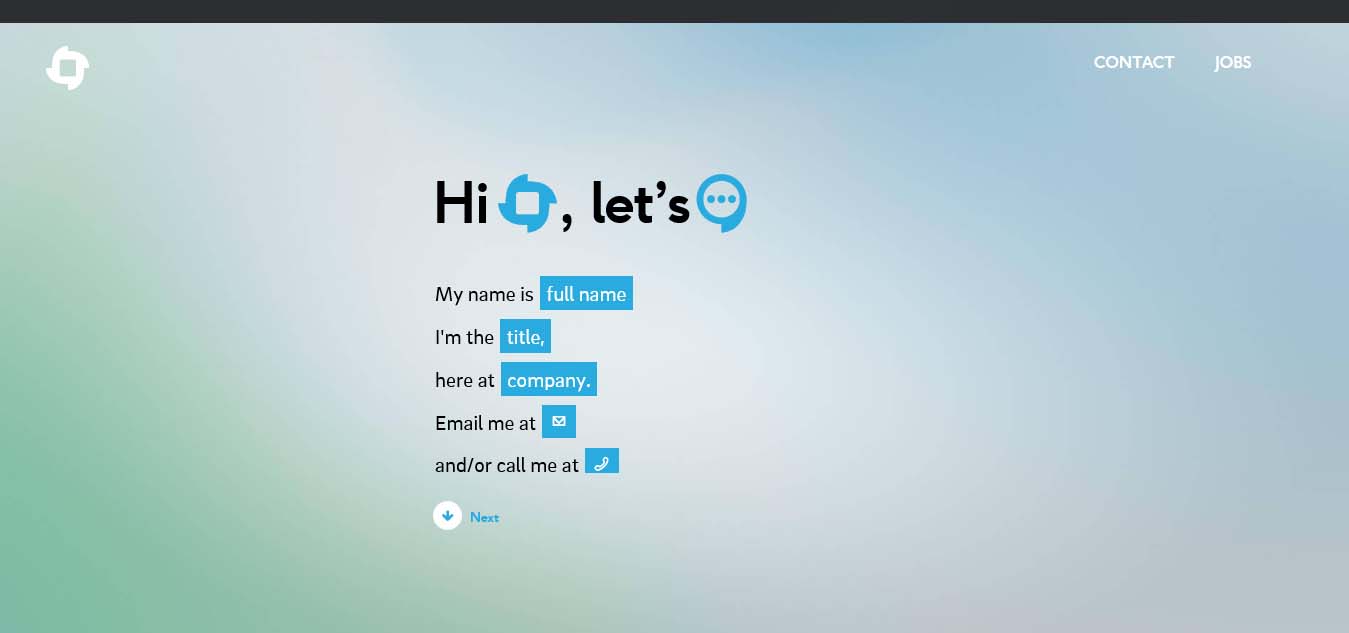 CONTACT JOBS
Hi , let’s
My name is full name
I'm the title,
here at company.
Email me at
and/or call me at
Next